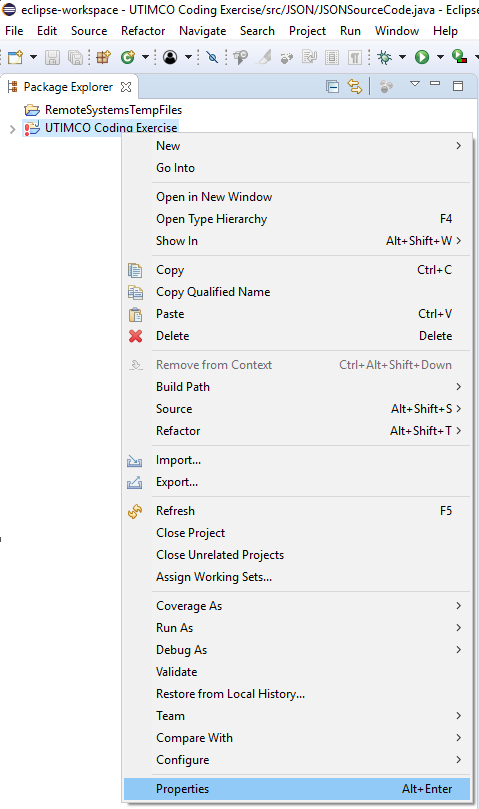 eclipse-workspace - UTIMCO Coding Exercise/src/JSON/JSONSourceCode.java - Eclips
File Edit Source Refactor Navigate Search Project Run Window Help
Package Explorer
RemoteSystemsTempFiles
UTIMCO Coding Exercise
New
Go Into
Open in New Window
Open Type Hierarchy F4
Show In Alt+Shift+W
Copy Ctrl+C
Copy Qualified Name
Paste Ctrl+V
Delete Delete
Remove from Context Ctrl+Alt+Shift+Down
Build Path
Source Alt+Shift+S
Refactor Alt+Shift+T
Import...
Export...
Refresh F5
Close Project
Close Unrelated Projects
Assign Working Sets...
Coverage As
Run As
Debug As
Validate
Restore from Local History...
Team
Compare With
Configure
Properties Alt+Enter